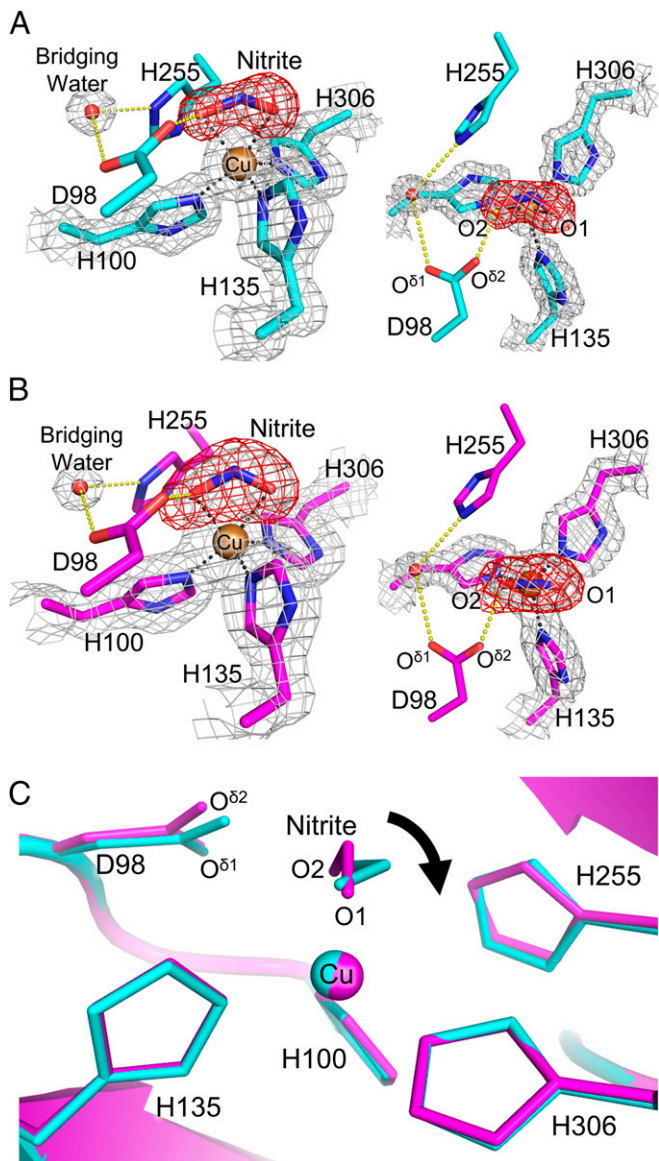 A
Bridging
Water
H255
Nitrite
H306
Cu
D98
H100
H135
H255
H306
O2
O1
Oδ1
Oδ2
D98
H135
B
Bridging
Water
H255
Nitrite
H306
Cu
D98
H100
H135
H255
H306
O2
O1
Oδ1
Oδ2
D98
H135
C
Oδ2
D98
Oδ1
Nitrite
O2
O1
H255
Cu
H100
H135
H306